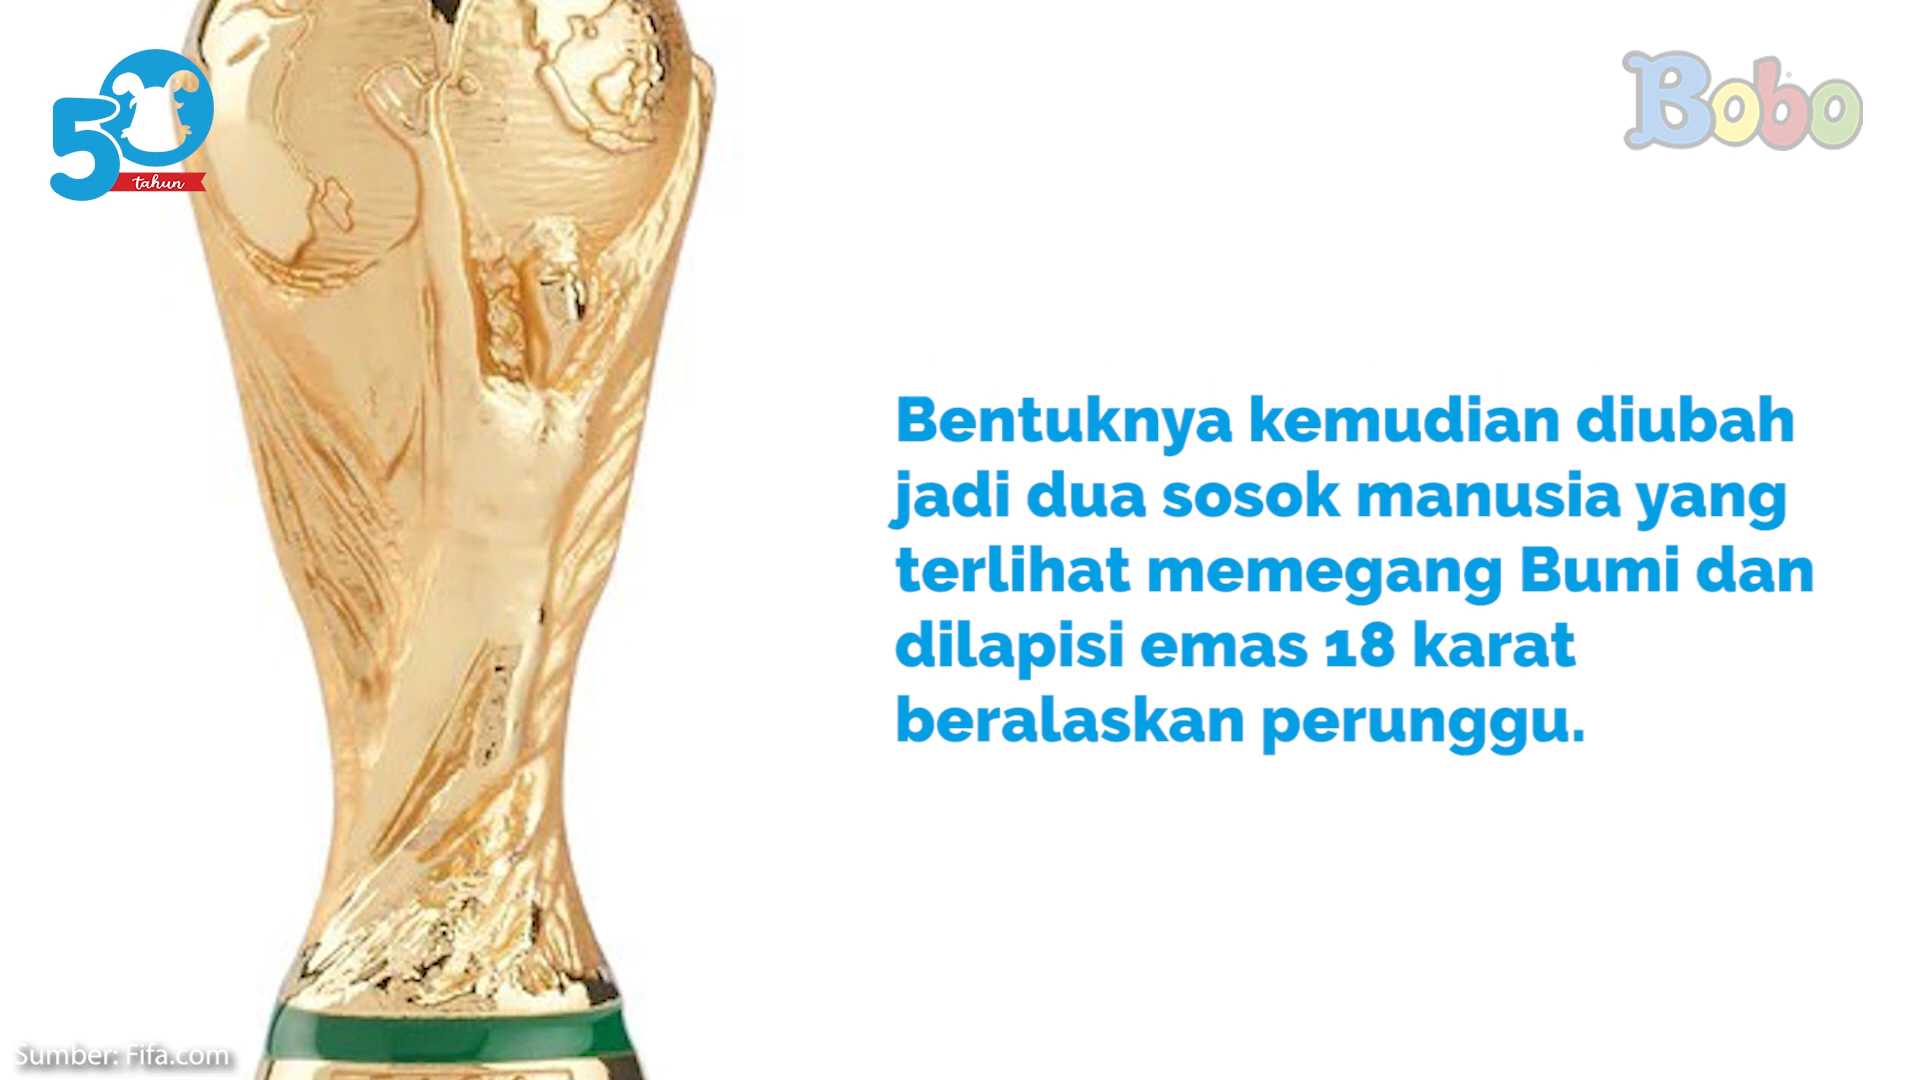 50
tahun
Bobo
Bentuknya kemudian diubah
jadi dua sosok manusia yang
terlihat memegang Bumi dan
dilapisi emas 18 karat
beralaskan perunggu.
Sumber: Fifa.com